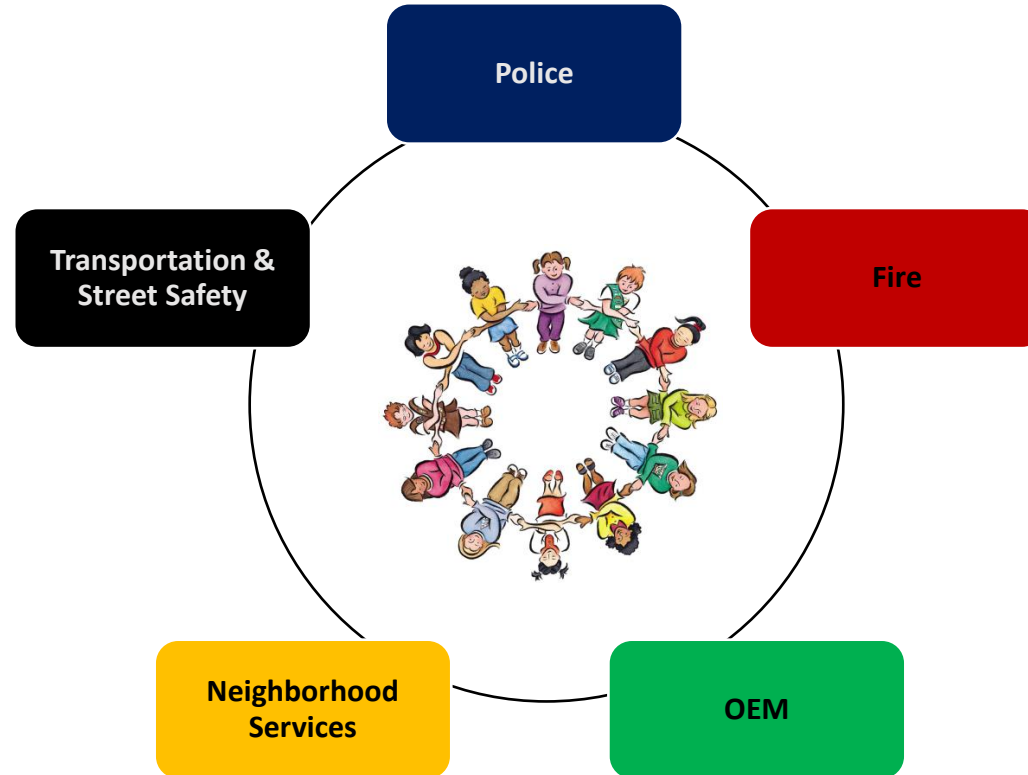 Police
Transportation &
Street Safety
Fire
Neighborhood
Services
OEM